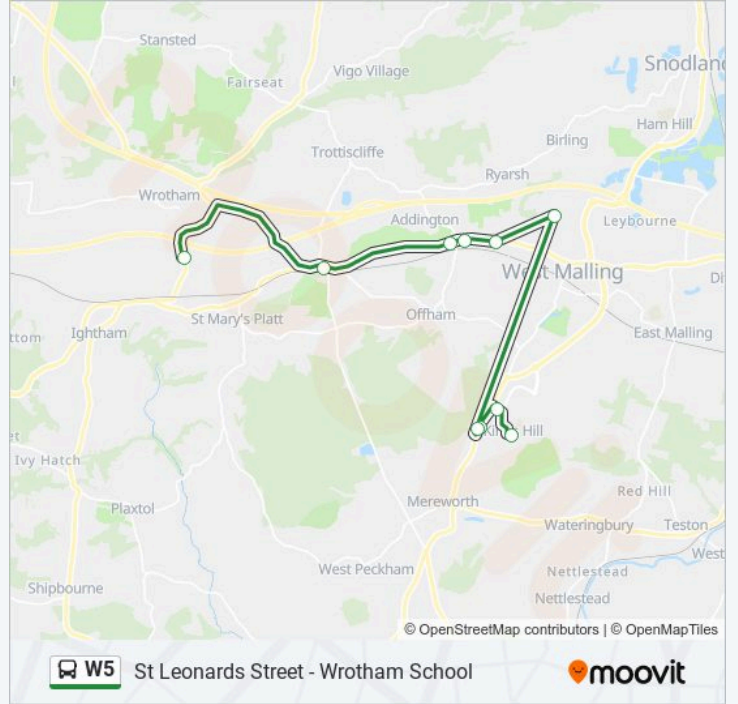 Stansted
Fairseat
Vigo Village
Snodland
Ham Hill
Trottiscliffe
Birling
Ryarsh
Wrotham
Addington
Leybourne
West Malling
St Mary's Platt
Offham
East Malling
Ightham
Hill
Ivy Hatch
Mereworth
Red Hill
Plaxtol
Wateringbury
Teston
West Peckham
Nettlestead
West
Shipbourne
Nettlestead
© OpenStreetMap contributors | © OpenMapTiles
W5 St Leonards Street - Wrotham School moovit